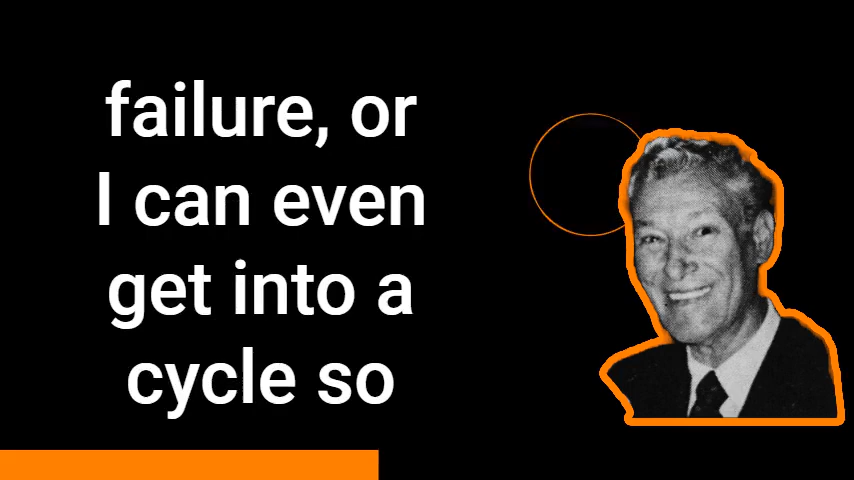 failure, or
I can even
get into a
cycle so